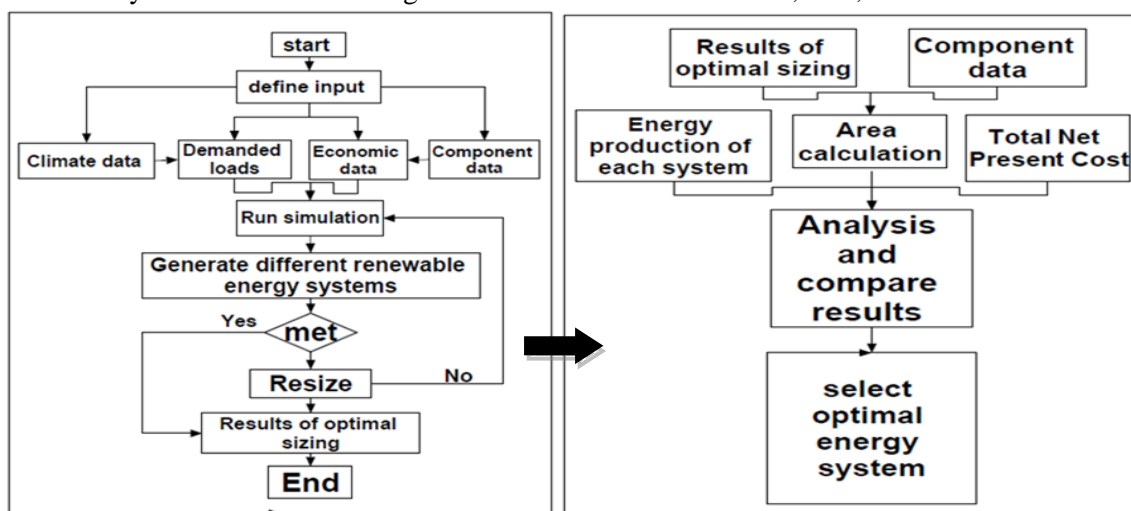 start
define input
Climate data
Demanded
loads
Economic
data
Component
data
Run simulation
Generate different renewable
energy systems
Yes
met
Resize
No
Results of optimal
sizing
End
Results of
optimal sizing
Component
data
Energy
production of
each system
Area
calculation
Total Net
Present Cost
Analysis
and
compare
results
select
optimal
energy
system